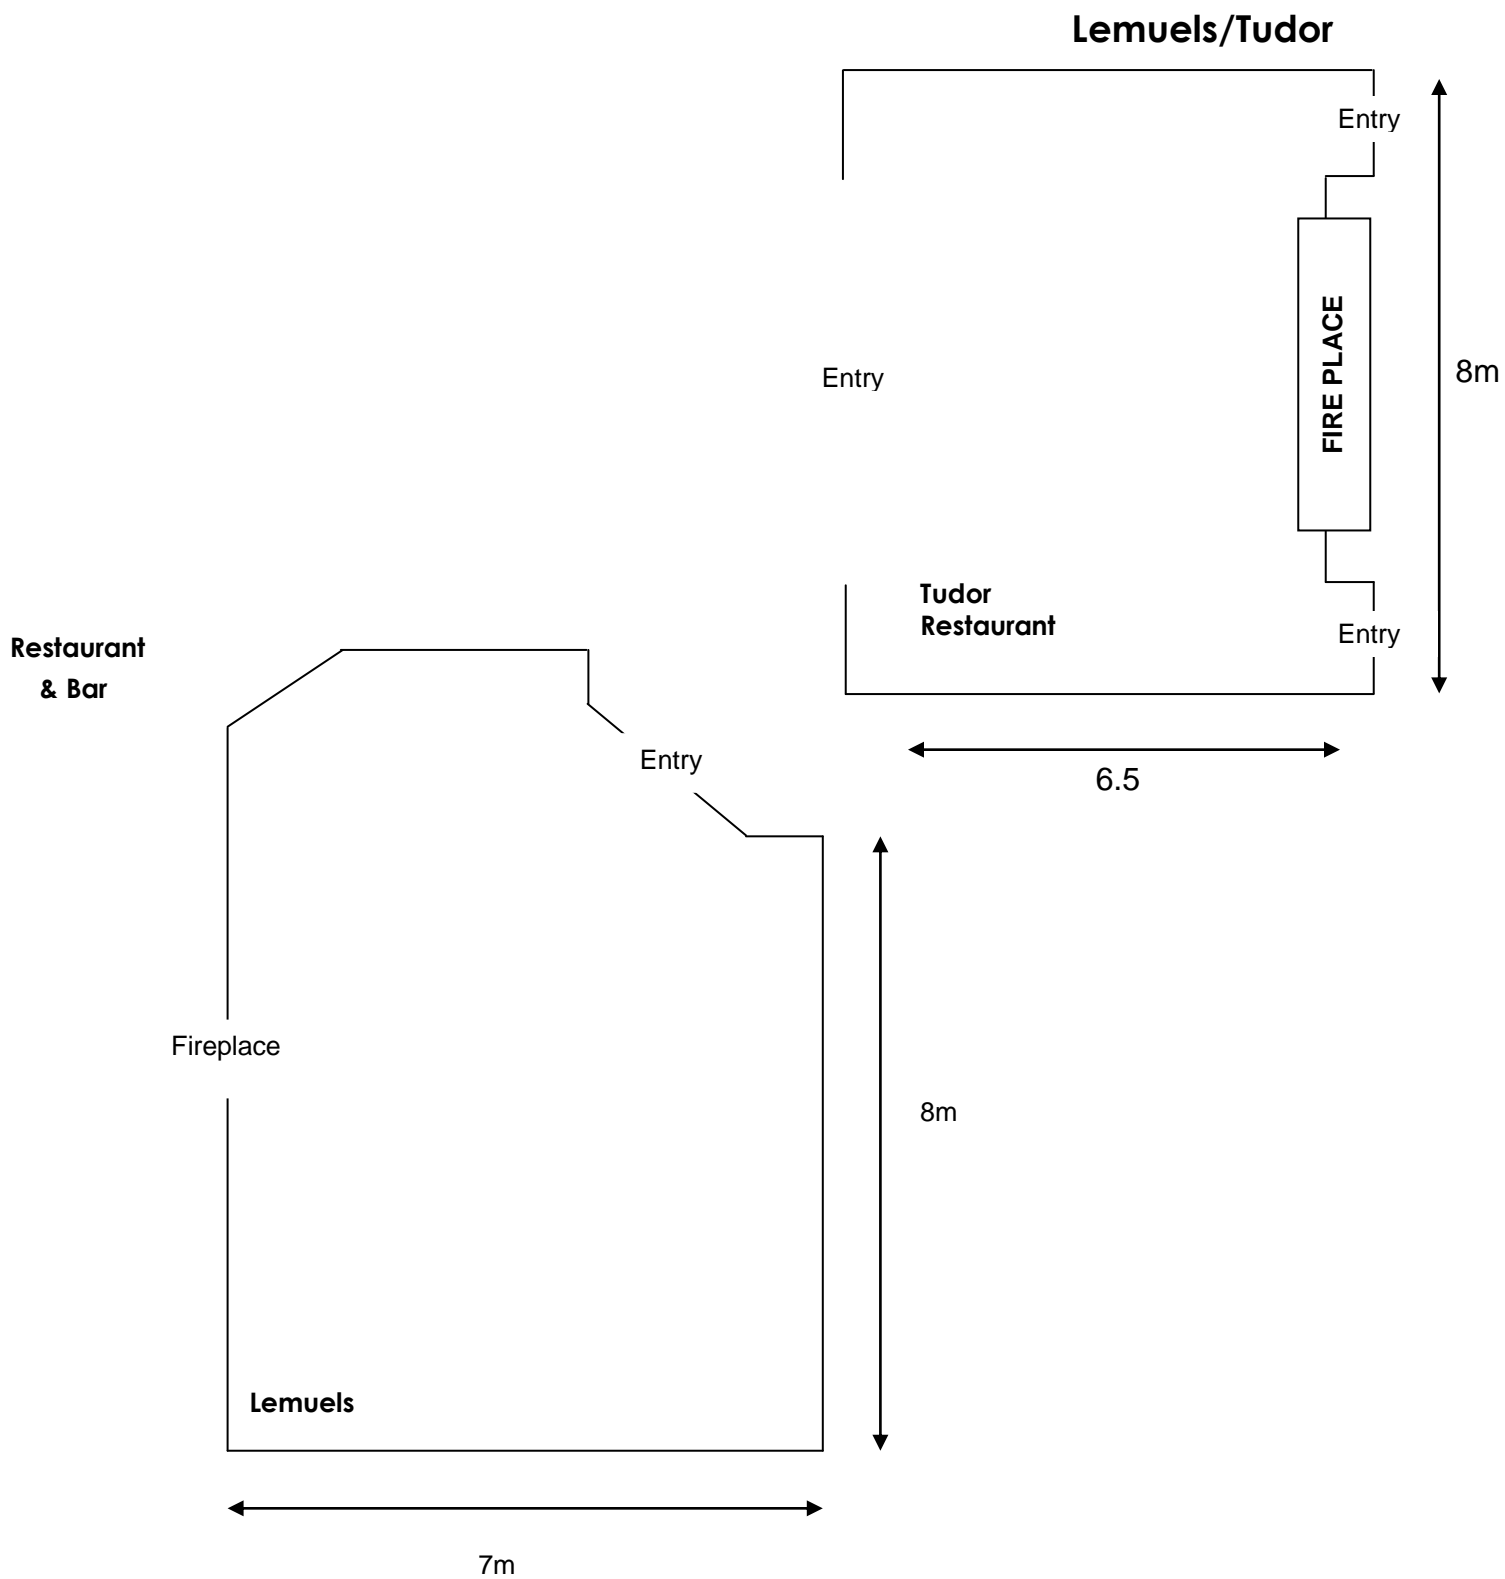 Lemuels/Tudor
Entry
FIRE PLACE
8m
Entry
Tudor
Restaurant
Entry
6.5
Restaurant
& Bar
Entry
Fireplace
8m
Lemuels
7m